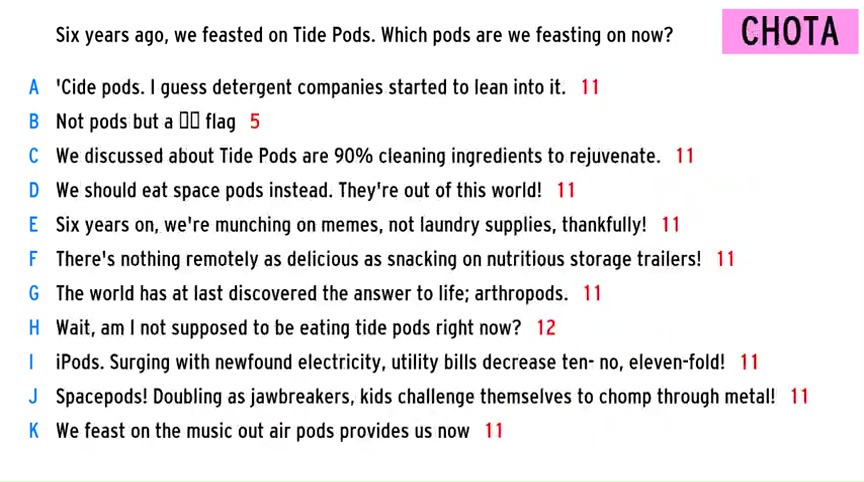 Six years ago, we feasted on Tide Pods. Which pods are we feasting on now?
CHOTA
A 'Cide pods. I guess detergent companies started to lean into it. 11
B Not pods but a □□ flag 5
C We discussed about Tide Pods are 90% cleaning ingredients to rejuvenate. 11
D We should eat space pods instead. They're out of this world! 11
E Six years on, we're munching on memes, not laundry supplies, thankfully! 11
F There's nothing remotely as delicious as snacking on nutritious storage trailers! 11
G The world has at last discovered the answer to life; arthropods. 11
H Wait, am I not supposed to be eating tide pods right now? 12
I iPods. Surging with newfound electricity, utility bills decrease ten- no, eleven-fold! 11
J Spacepods! Doubling as jawbreakers, kids challenge themselves to chomp through metal! 11
K We feast on the music out air pods provides us now 11